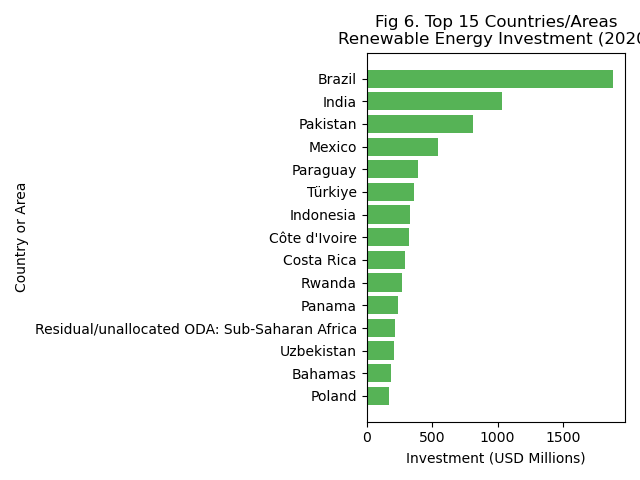 Fig 6. Top 15 Countries/Areas
Renewable Energy Investment (2020
Brazil
India
Pakistan
Mexico
Paraguay
Türkiye
Indonesia
Côte d'Ivoire
Costa Rica
Rwanda
Panama
Residual/unallocated ODA: Sub-Saharan Africa
Uzbekistan
Bahamas
Poland
Country or Area
0 500 1000 1500
Investment (USD Millions)